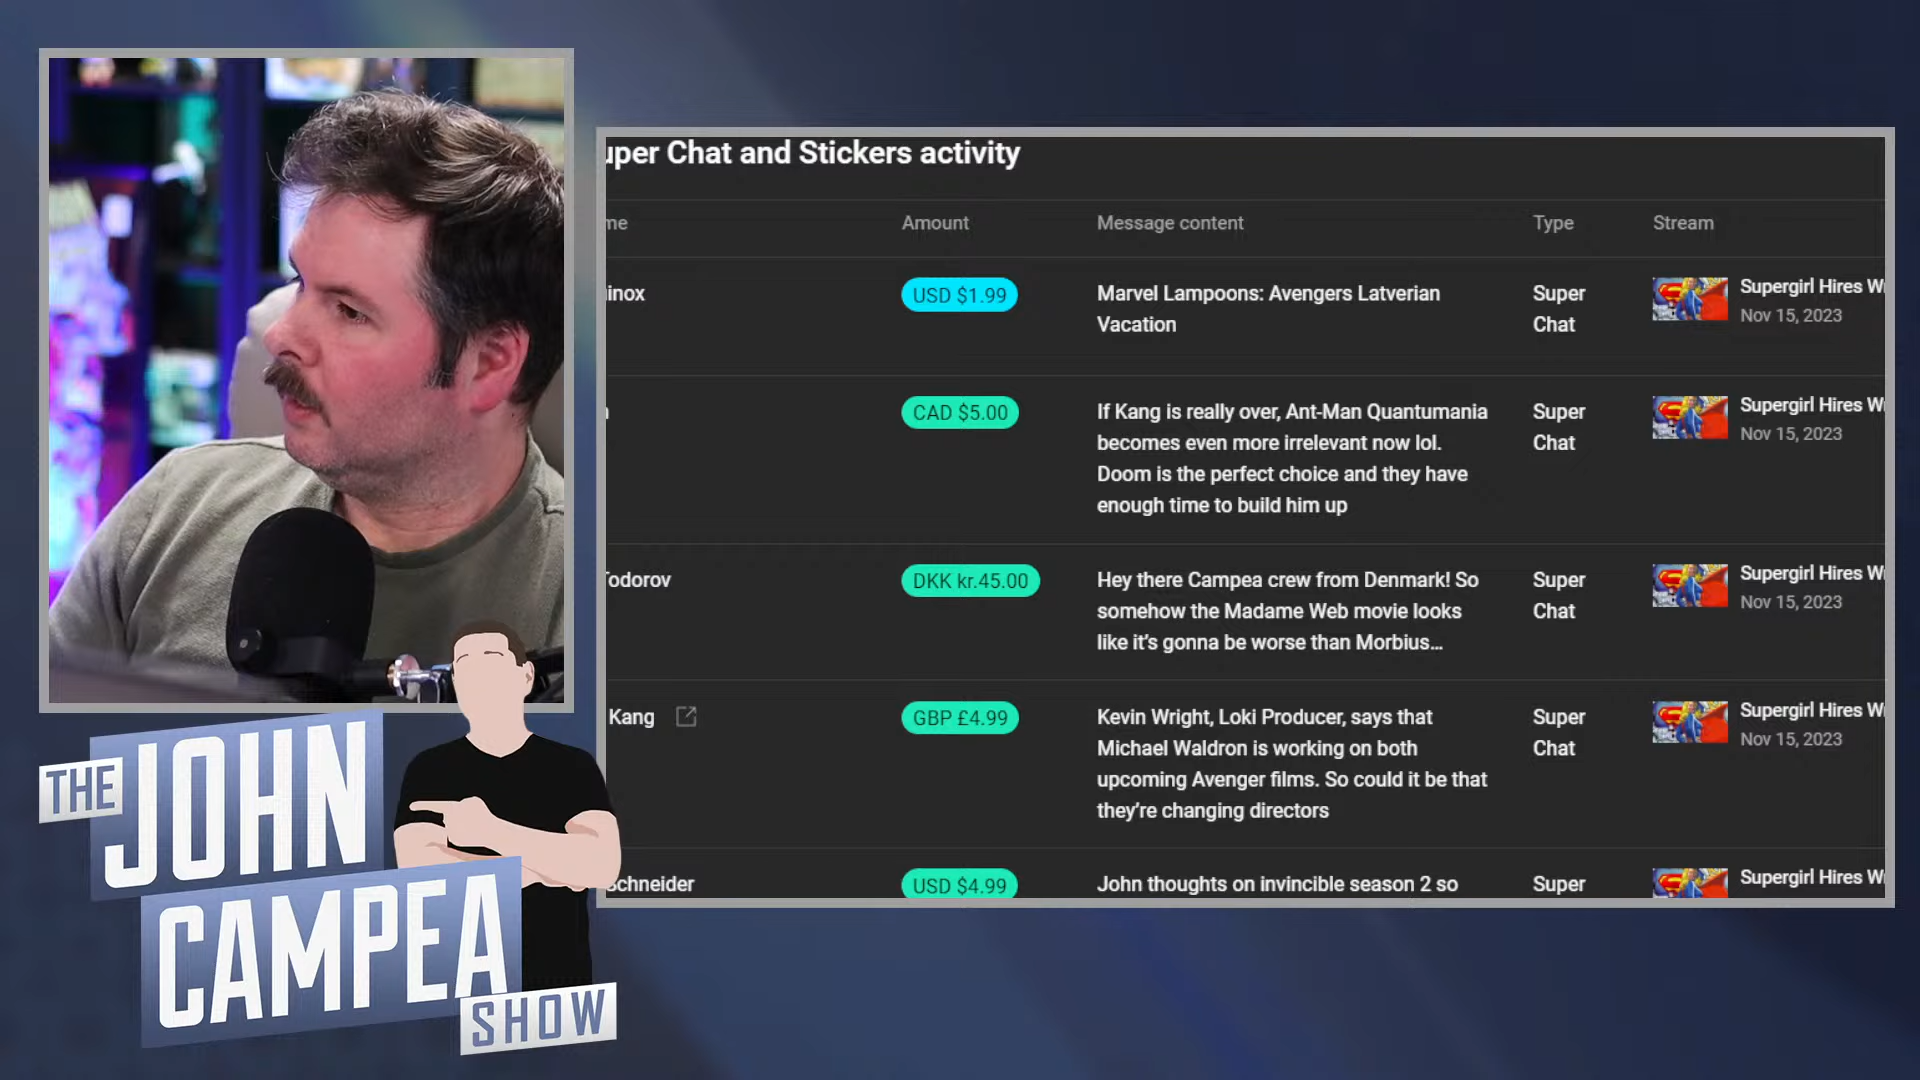 uper Chat and Stickers activity
me Amount Message content Type Stream
inox USD $1.99 Marvel Lampoons: Avengers Latverian Super Supergirl Hires W
Vacation Chat Nov 15, 2023
CAD $5.00 If Kang is really over, Ant-Man Quantumania Super Supergirl Hires W
becomes even more irrelevant now lol. Chat Nov 15, 2023
Doom is the perfect choice and they have
enough time to build him up
Todorov DKK kr.45.00 Hey there Campea crew from Denmark! So Super Supergirl Hires W
somehow the Madame Web movie looks Chat Nov 15, 2023
like it’s gonna be worse than Morbius...
Kang GBP £4.99 Kevin Wright, Loki Producer, says that Super Supergirl Hires W
Michael Waldron is working on both Chat Nov 15, 2023
upcoming Avenger films. So could it be that
they’re changing directors
Schneider USD $4.99 John thoughts on invincible season 2 so Super Supergirl Hires W
THE
JOHN
CAMPEA
SHOW